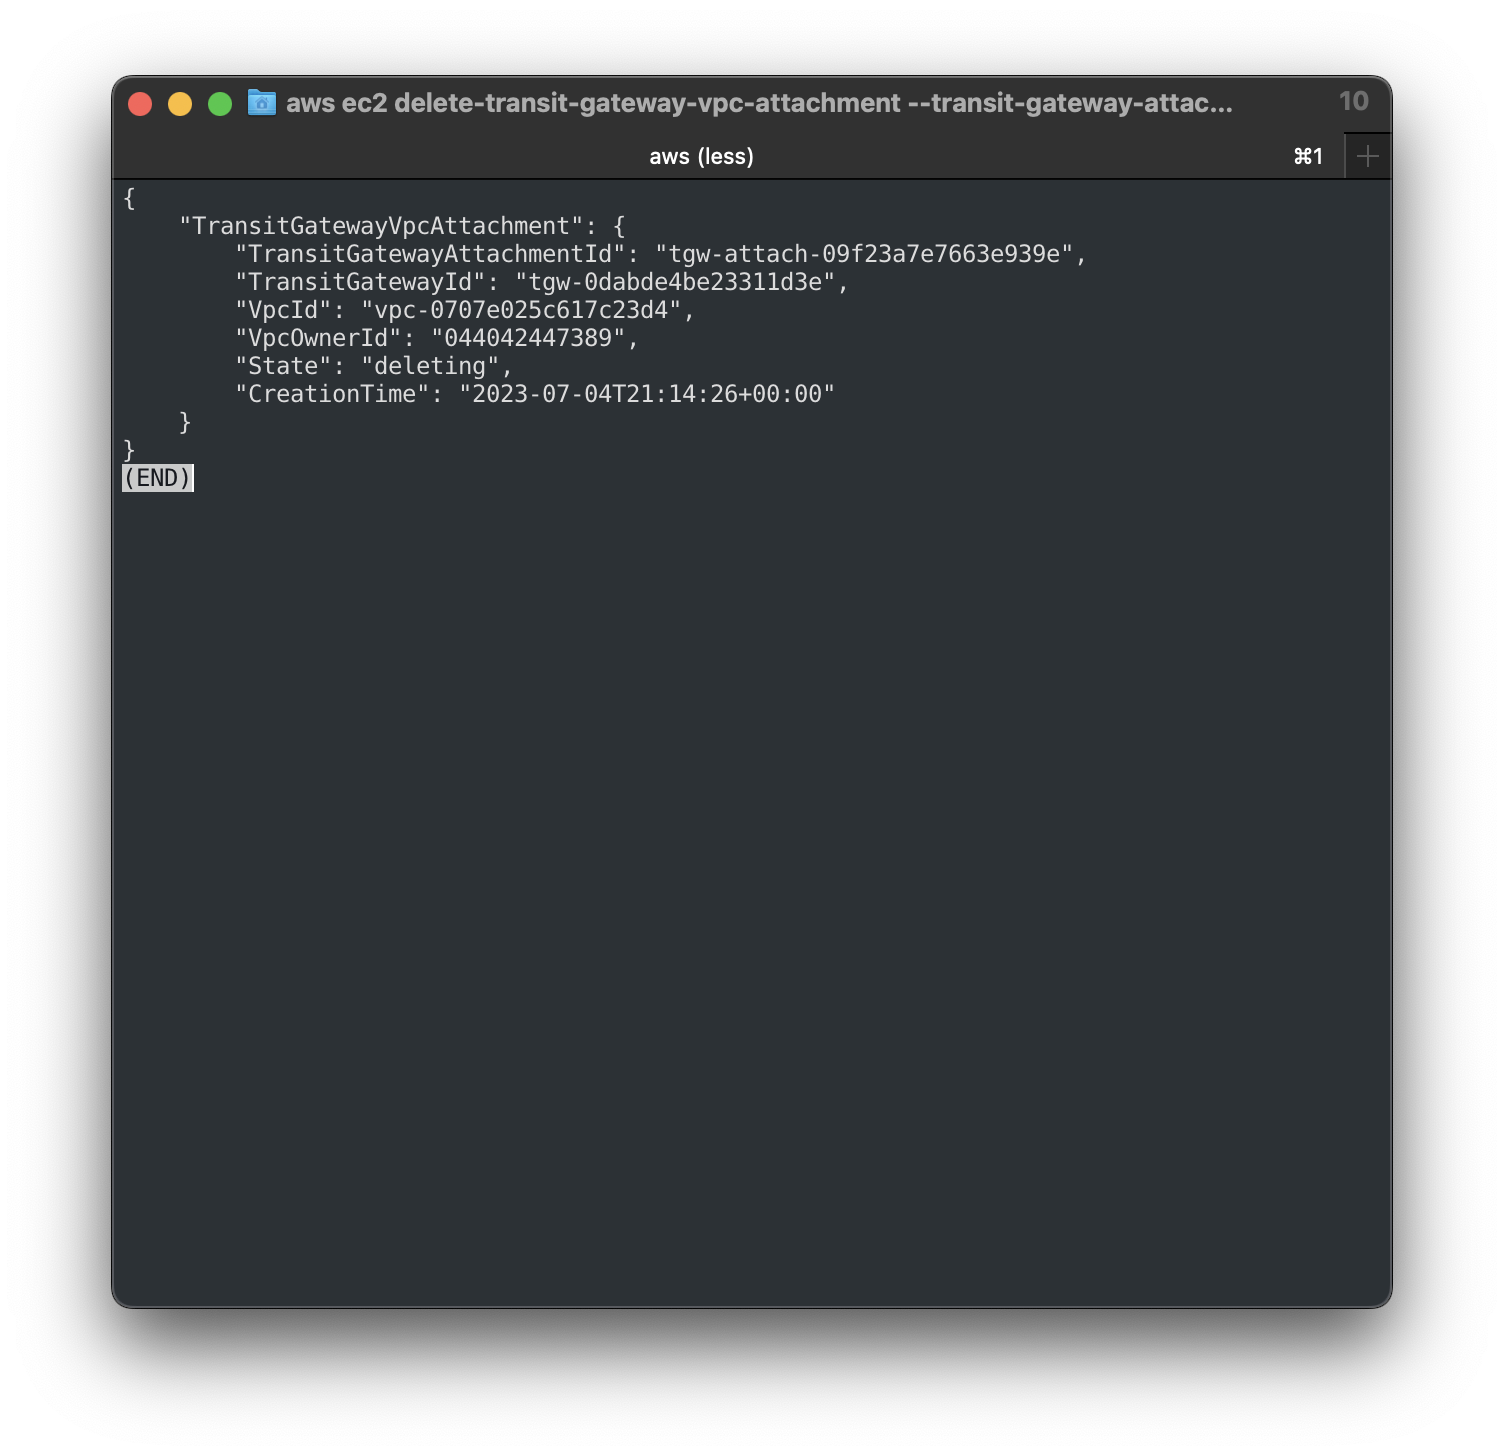 aws ec2 delete-transit-gateway-vpc-attachment --transit-gateway-attac... 10
aws (less) ⌘1
{
    "TransitGatewayVpcAttachment": {
        "TransitGatewayAttachmentId": "tgw-attach-09f23a7e7663e939e",
        "TransitGatewayId": "tgw-0dabde4be23311d3e",
        "VpcId": "vpc-0707e025c617c23d4",
        "VpcOwnerId": "044042447389",
        "State": "deleting",
        "CreationTime": "2023-07-04T21:14:26+00:00"
    }
}
(END)